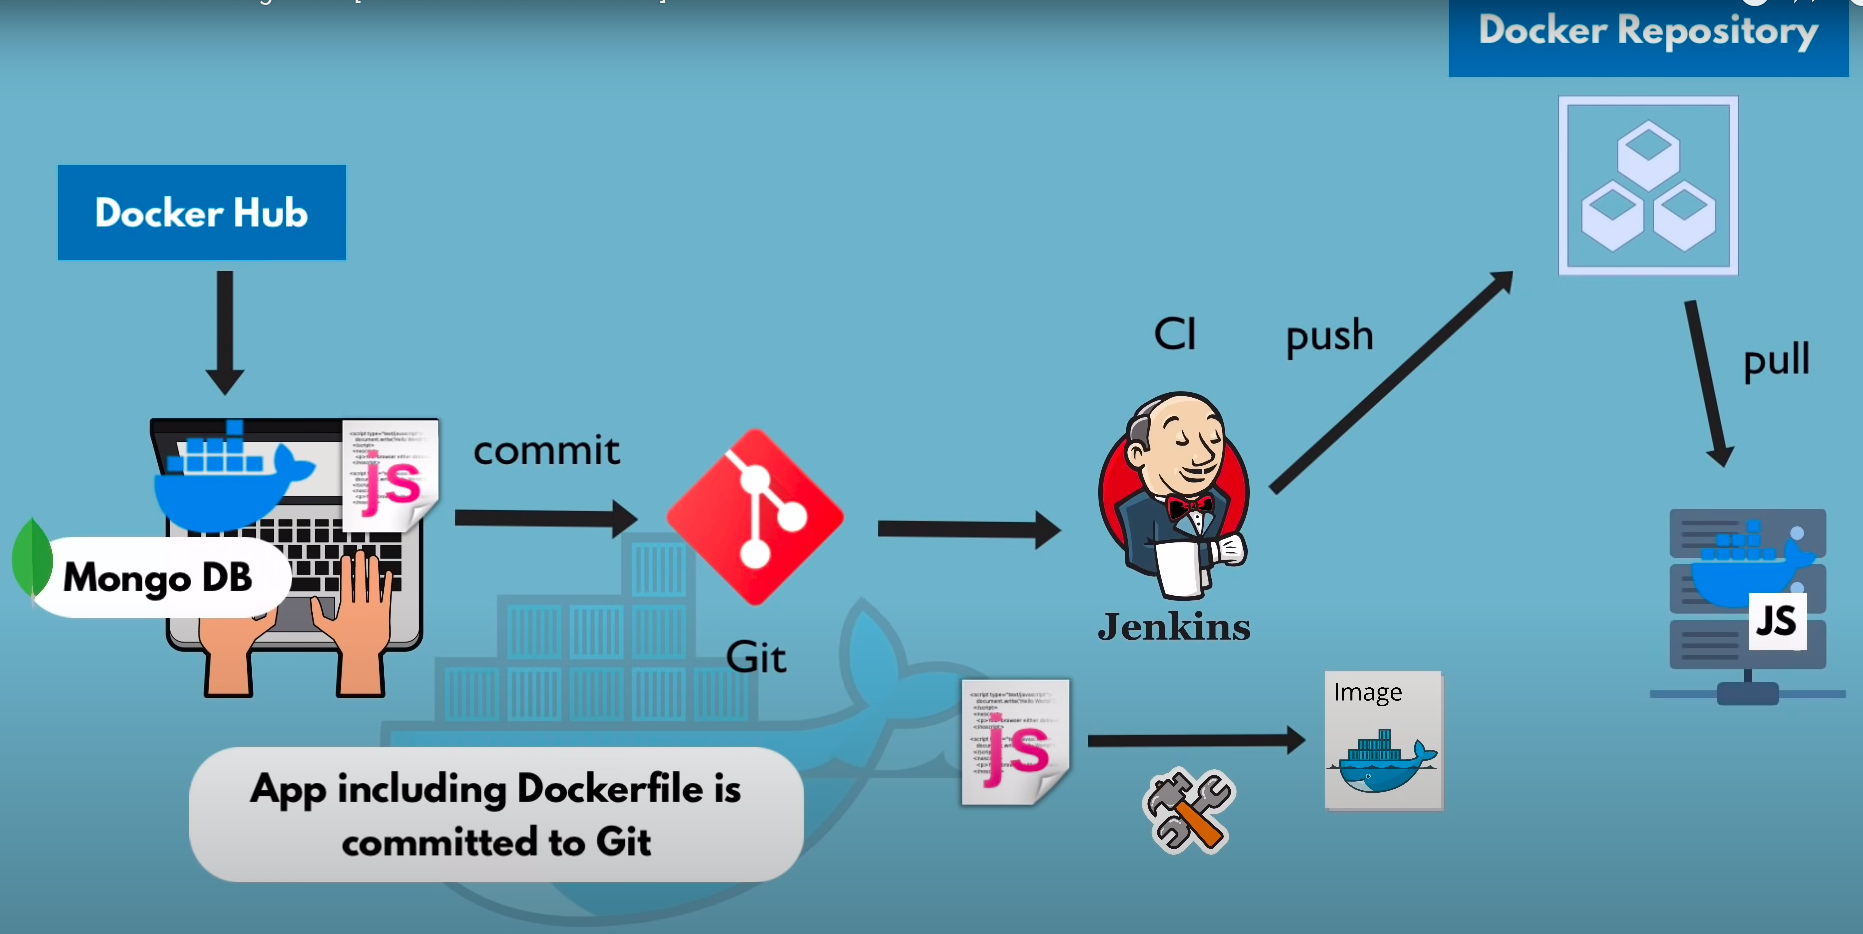 Docker Repository
Docker Hub
CI
push
pull
commit
js
Mongo DB
Git
Jenkins
JS
js
Image
App including Dockerfile is
committed to Git